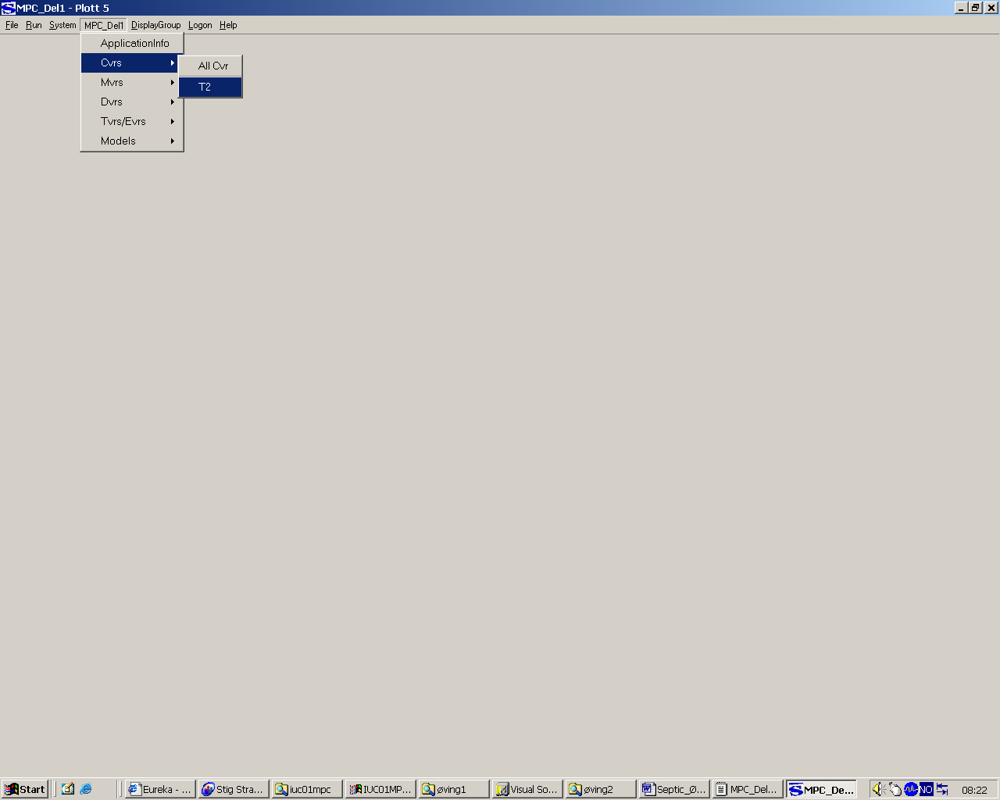 MPC_Del1 - Plott 5
File Run System MPC_Del1 DisplayGroup Logon Help
ApplicationInfo
Cvrs
All Cvr
Mvrs
T2
Dvrs
Tvrs/Evrs
Models
Start Eureka - ... Stig Stra... iuc01mpc IUC01MP... øving1 Visual So... øving2 Septic_Ø... MPC_Del... MPC_De... NO 08:22